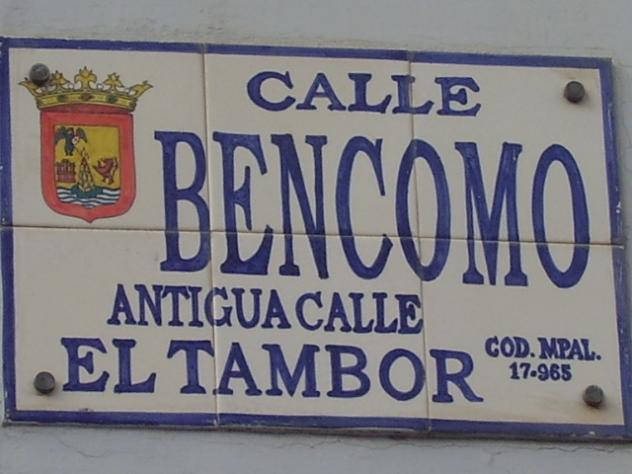 CALLE
BENCOMO
ANTIGUA CALLE
EL TAMBOR
COD. MPAL.
17-965